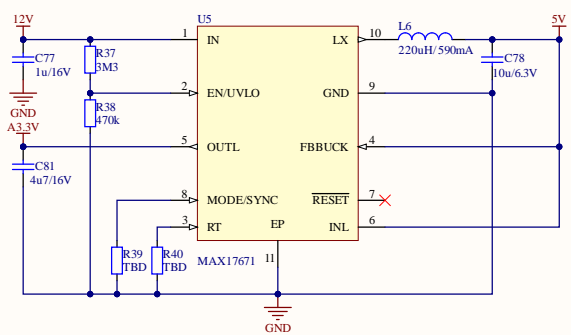 12V
U5
5V
1
IN
LX
10
L6
220uH/590mA
C77
1u/16V
R37
3M3
C78
10u/6.3V
2
EN/UVLO
GND
9
GND
R38
470k
A3.3V
5
OUTL
FBBUCK
4
C81
4u7/16V
8
MODE/SYNC
RESET
7
3
RT
EP
INL
6
R39
TBD
R40
TBD
MAX17671
11
GND